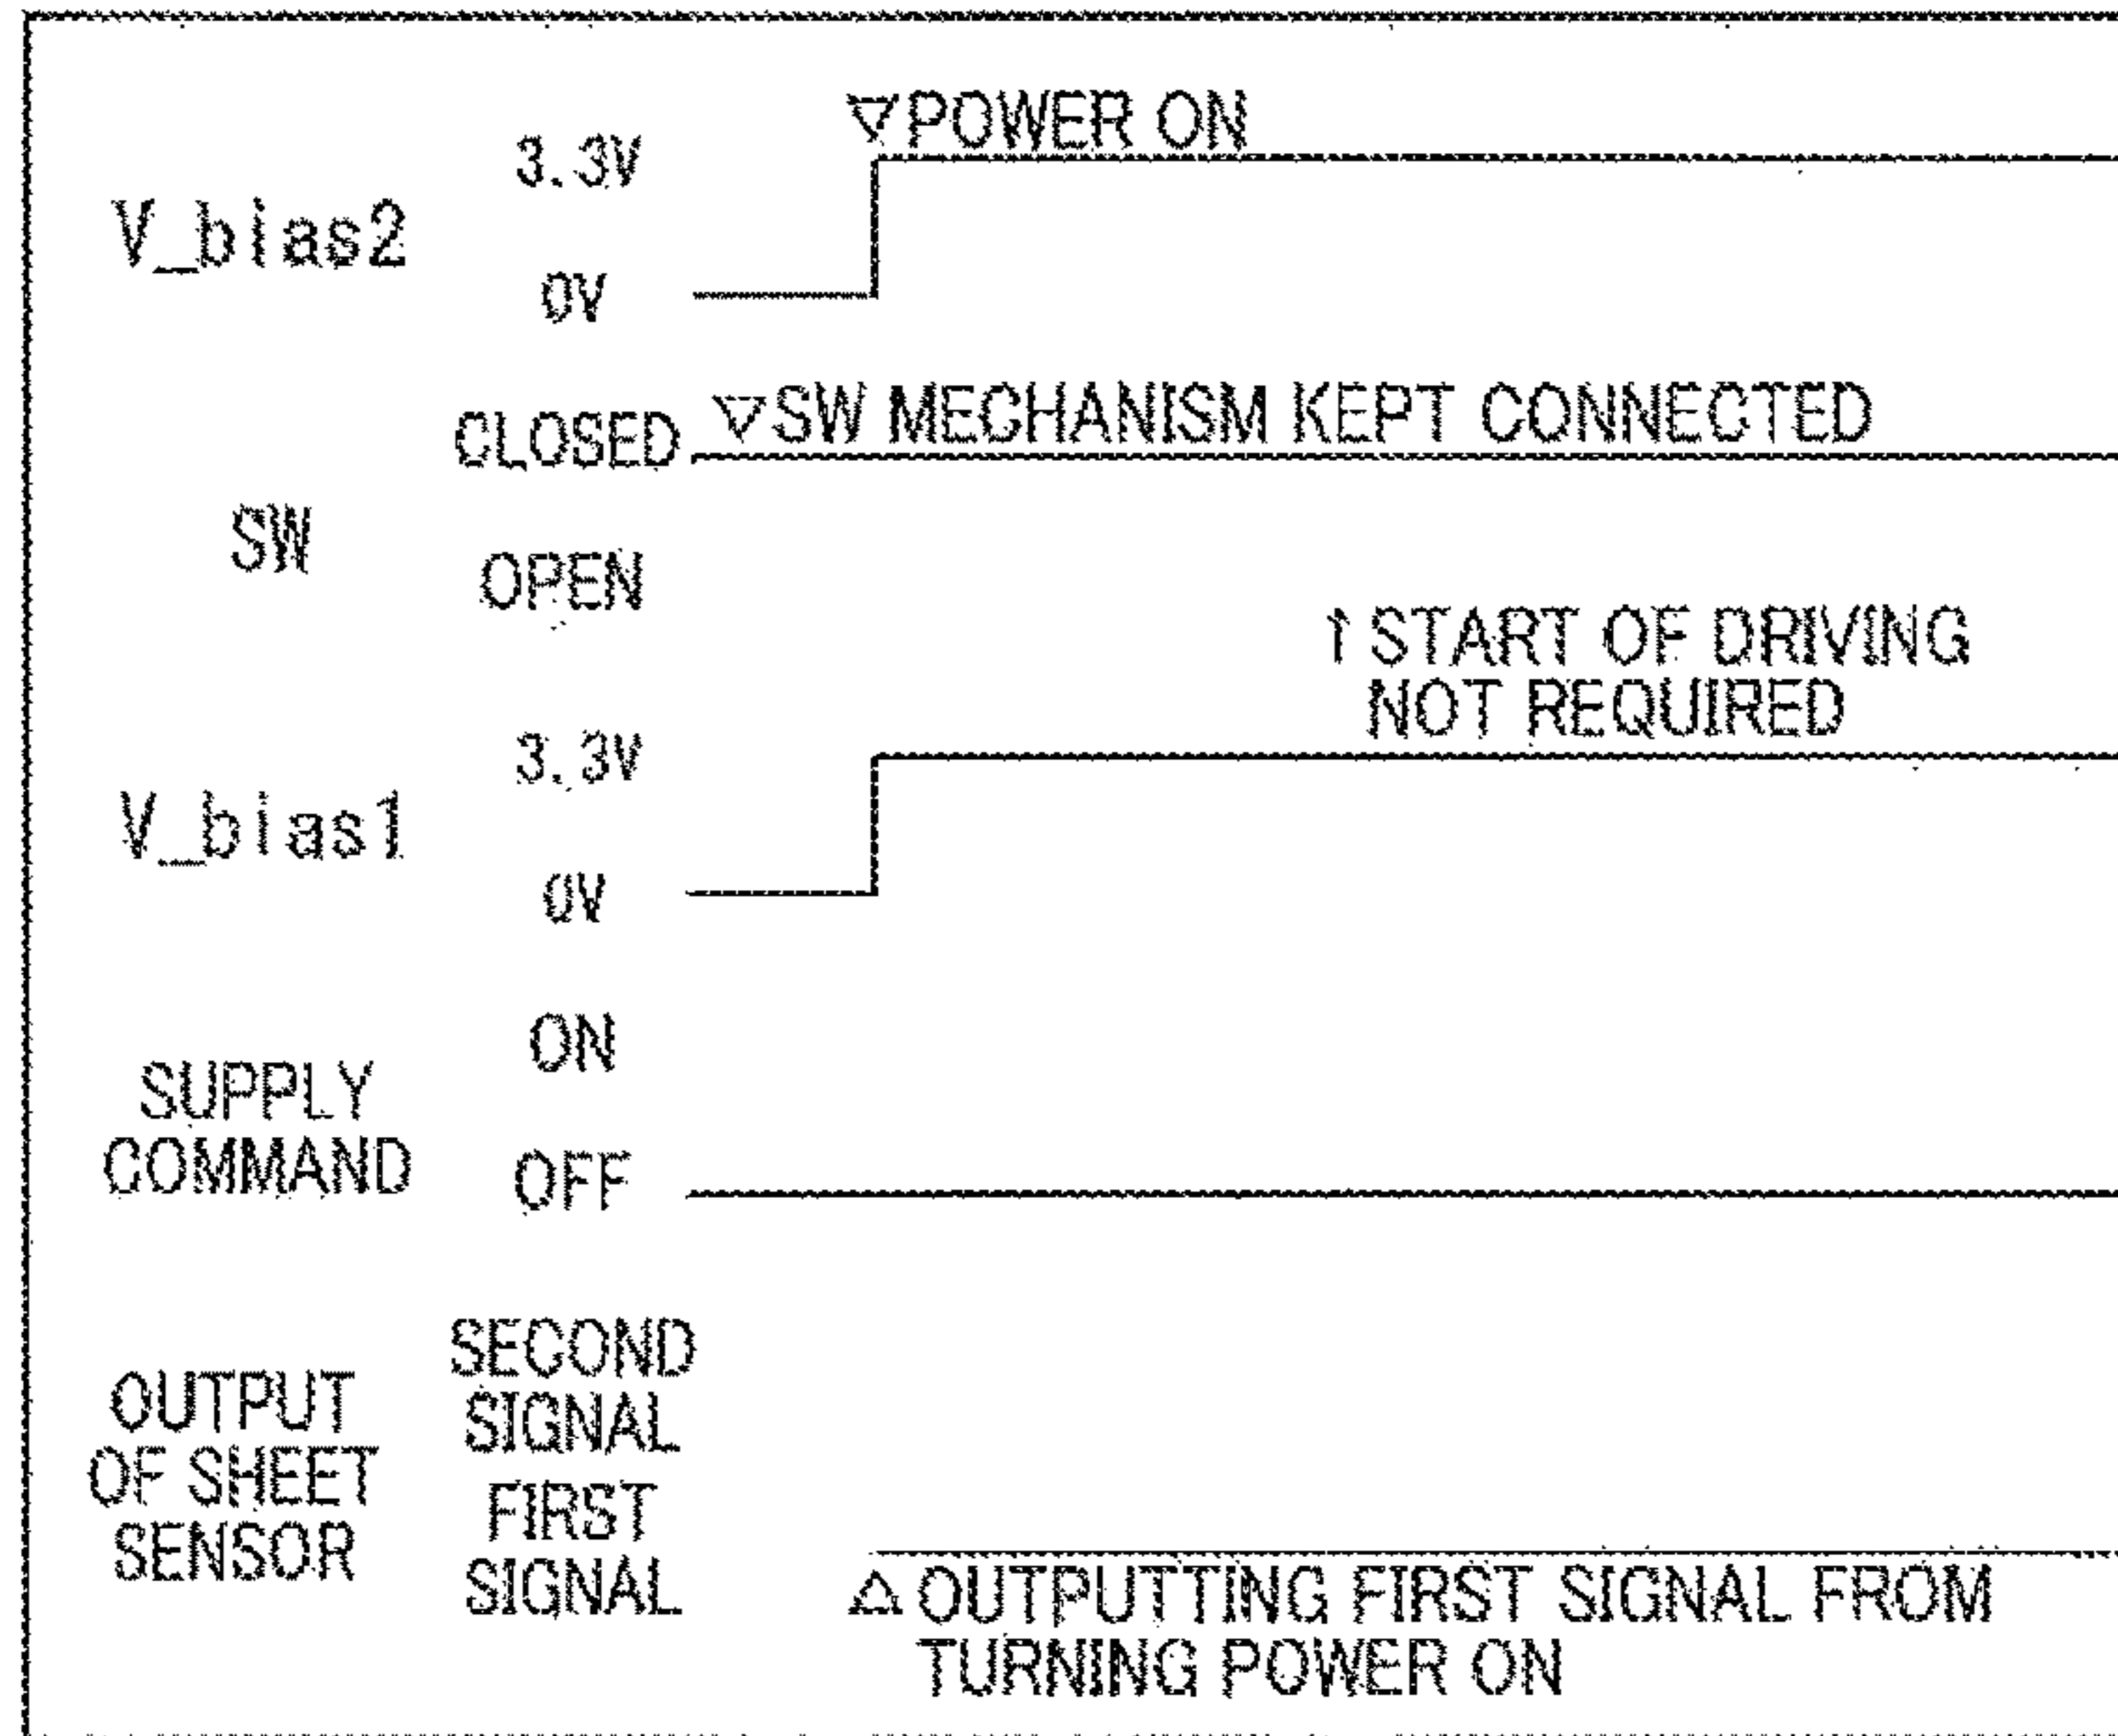 ▽POWER ON
3.3V
V_bias2
0V
CLOSED ▽SW MECHANISM KEPT CONNECTED
SW
OPEN
↑START OF DRIVING
NOT REQUIRED
3.3V
V_bias1
0V
ON
SUPPLY
COMMAND
OFF
SECOND
SIGNAL
OUTPUT
OF SHEET
SENSOR
FIRST
SIGNAL
△OUTPUTTING FIRST SIGNAL FROM
TURNING POWER ON